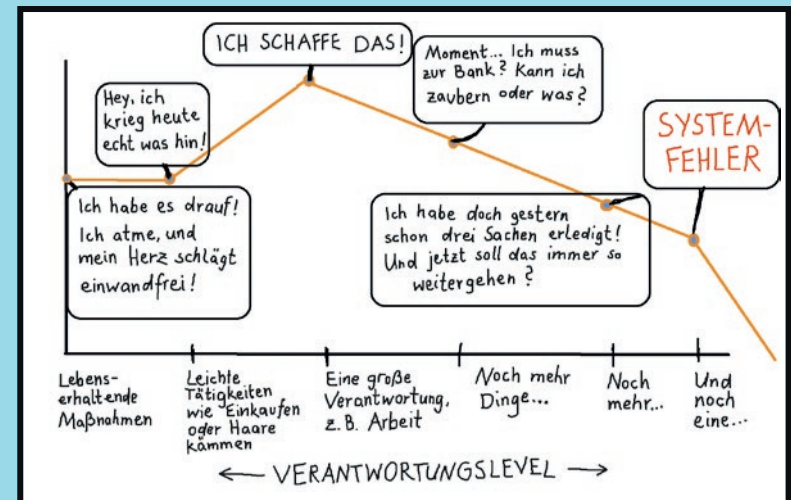 ICH SCHAFFE DAS!
Moment... Ich muss
zur Bank? Kann ich
zaubern oder was?
Hey, ich
krieg heute
echt was hin!
SYSTEM-
FEHLER
Ich habe es drauf!
Ich atme, und
mein Herz schlägt
einwandfrei!
Ich habe doch gestern
schon drei Sachen erledigt!
Und jetzt soll das immer so
weitergehen?
Lebens-
erhaltende
Maßnahmen
Leichte
Tätigkeiten
wie Einkaufen
oder Haare
kämmen
Eine große
Verantwortung,
z. B. Arbeit
Noch mehr
Dinge...
Noch
mehr...
Und
noch
eine...
← VERANTWORTUNGSLEVEL →